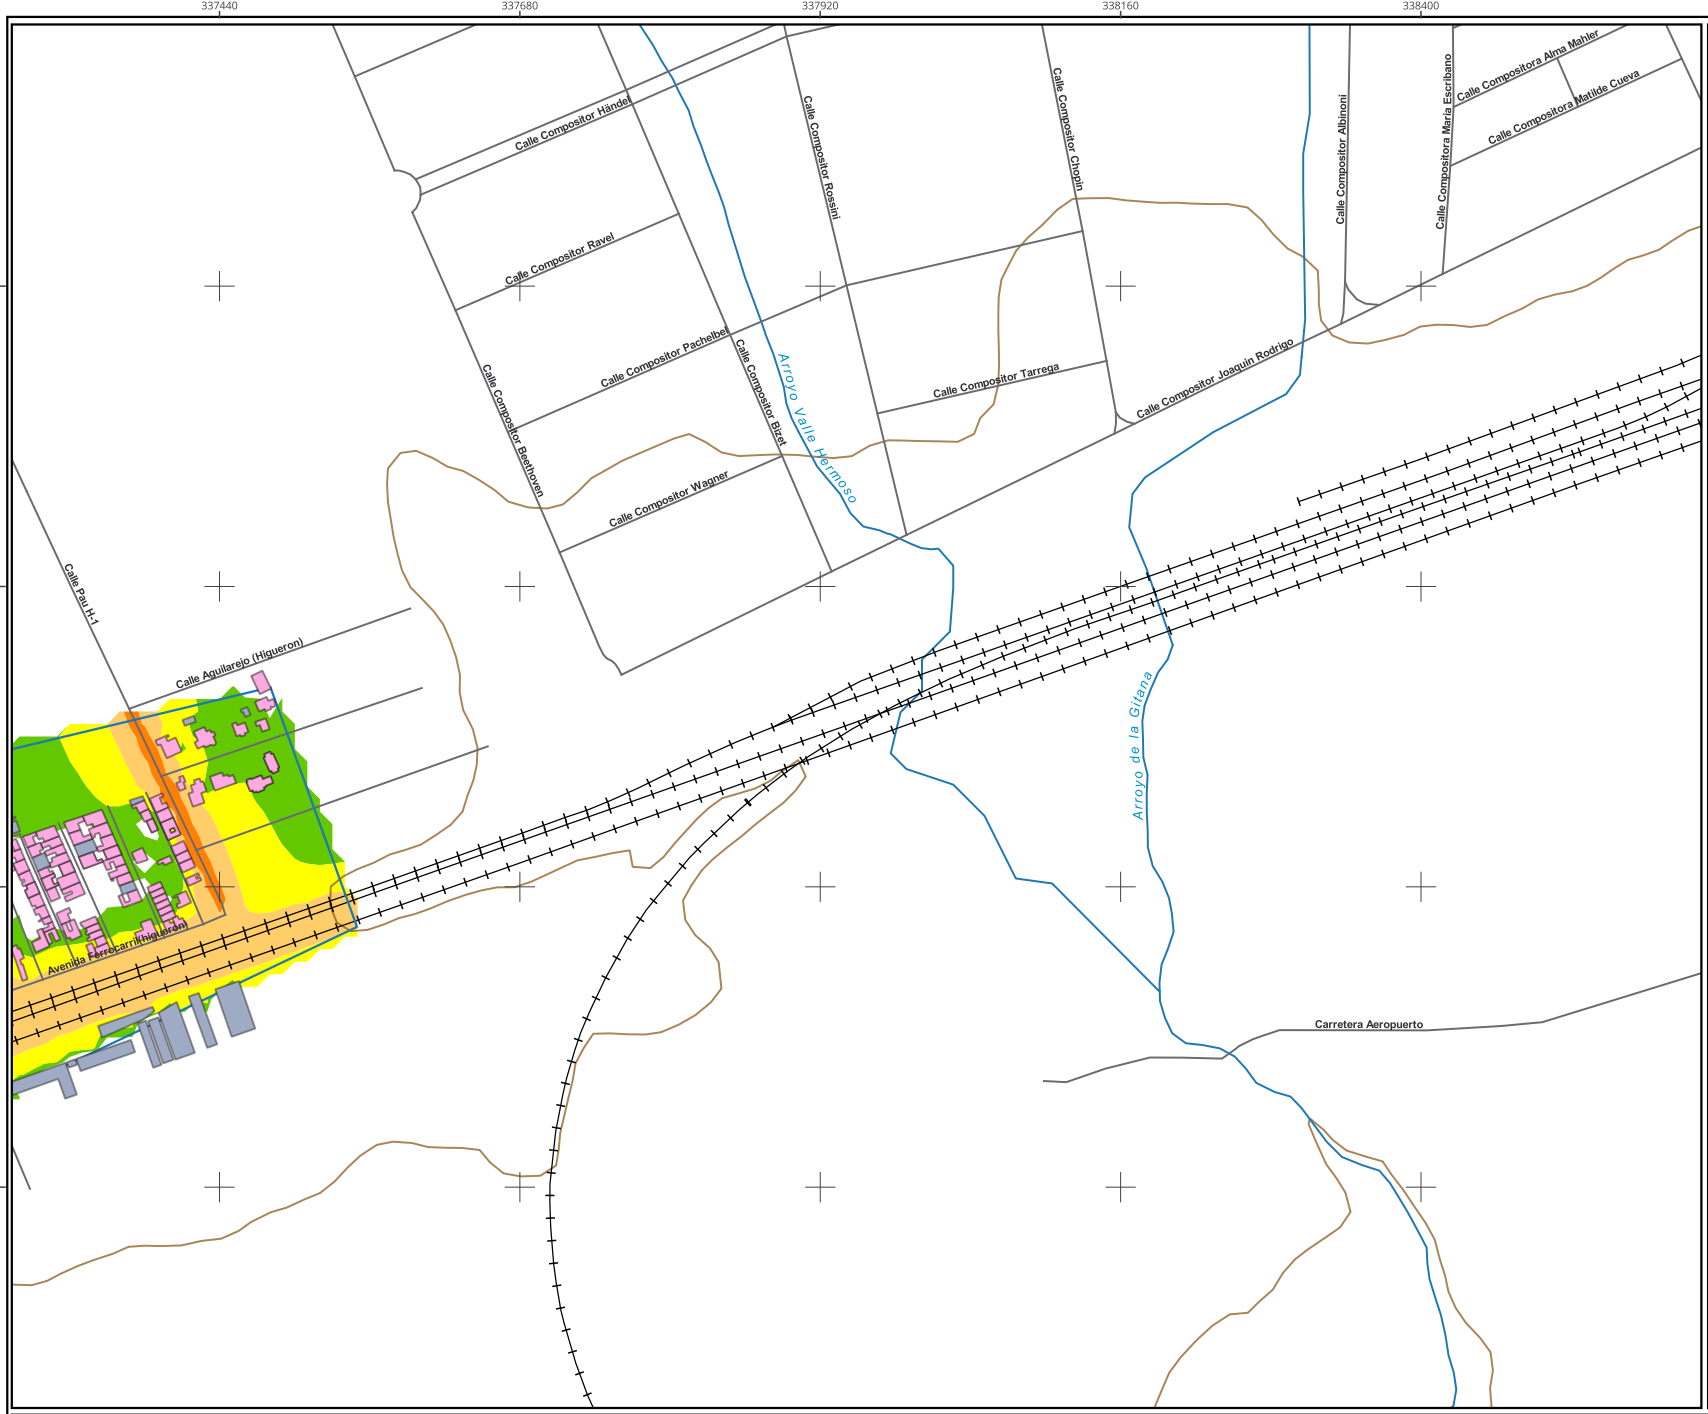 337440
337680
337920
338160
338400
Calle Compositora Alma Mahler
Calle Compositora Matilde Cueva
Calle Compositora Maria Escribano
Calle Compositor Albinoni
Calle Compositor Chopin
Calle Compositor Rossini
Calle Compositor Händel
Calle Compositor Ravel
Calle Compositor Pachelbel
Calle Compositor Bizet
Calle Compositor Beethoven
Calle Compositor Wagner
Calle Compositor Tarrega
Calle Compositor Joaquin Rodrigo
Arroyo Valle Hermoso
Calle Pau H-1
Calle Aguilarejo (Higueron)
Arroyo de la Gitana
Avenida Ferrocarril(higueron)
Carretera Aeropuerto